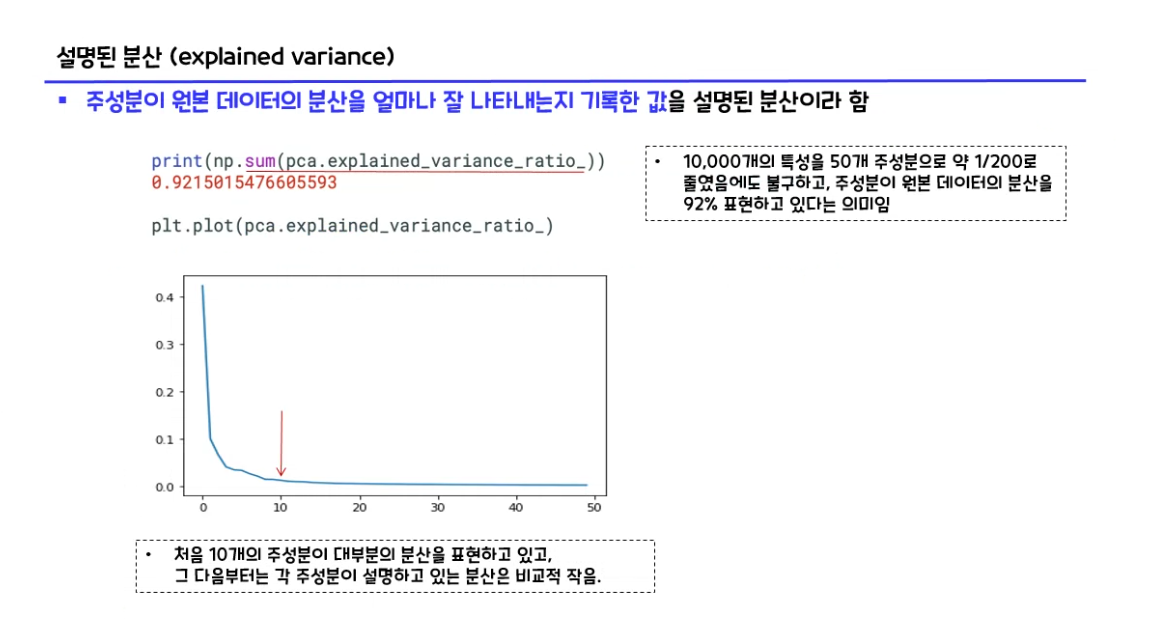 설명된 분산 (explained variance)
▪ 주성분이 원본 데이터의 분산을 얼마나 잘 나타내는지 기록한 값을 설명된 분산이라 함
print(np.sum(pca.explained_variance_ratio_))
0.9215015476605593
plt.plot(pca.explained_variance_ratio_)
• 10,000개의 특성을 50개 주성분으로 약 1/200로
줄였음에도 불구하고, 주성분이 원본 데이터의 분산을
92% 표현하고 있다는 의미임
0.4
0.3
0.2
0.1
0.0
0 10 20 30 40 50
• 처음 10개의 주성분이 대부분의 분산을 표현하고 있고,
그 다음부터는 각 주성분이 설명하고 있는 분산은 비교적 작음.